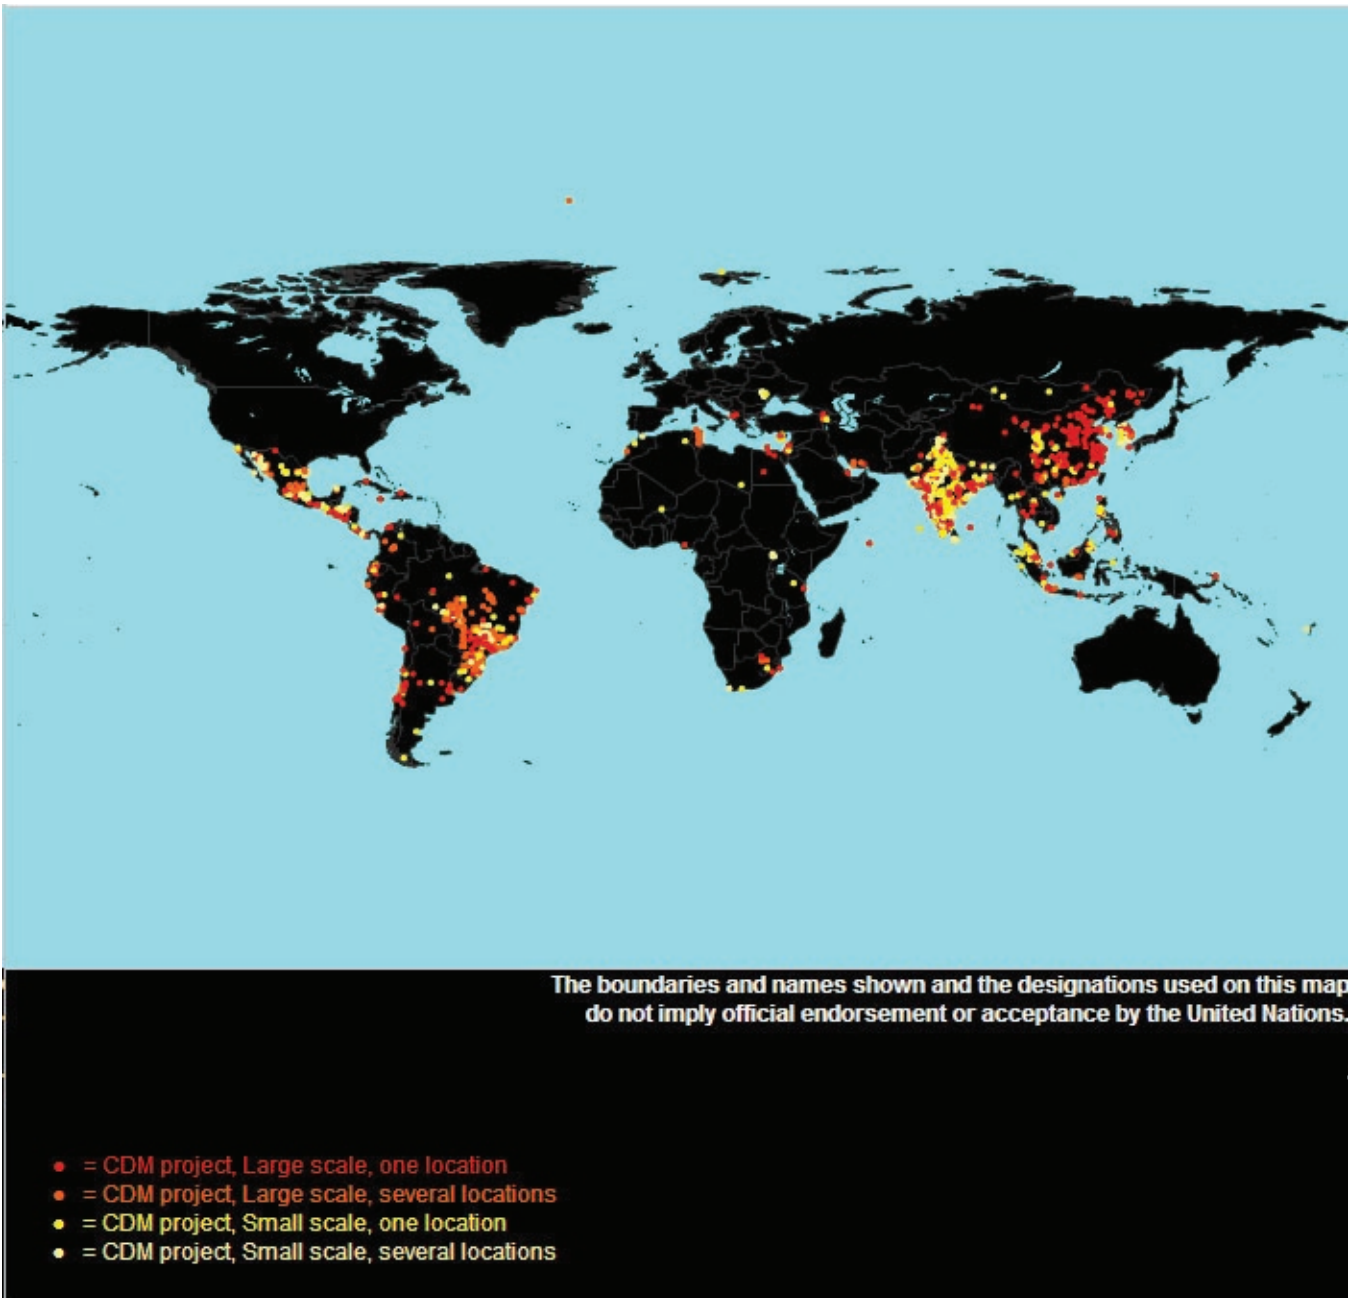 The boundaries and names shown and the designations used on this map
do not imply official endorsement or acceptance by the United Nations.
= CDM project, Large scale, one location
= CDM project, Large scale, several locations
= CDM project, Small scale, one location
= CDM project, Small scale, several locations